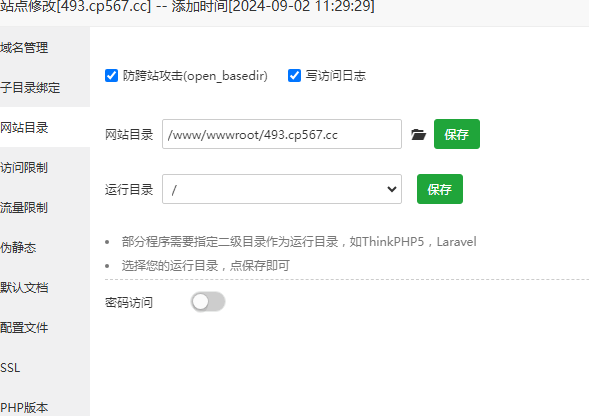 站点修改[493.cp567.cc] -- 添加时间[2024-09-02 11:29:29]
域名管理
子目录绑定
网站目录
访问限制
流量限制
伪静态
默认文档
配置文件
SSL
PHP版本
防跨站攻击(open_basedir)
写访问日志
网站目录
/www/wwwroot/493.cp567.cc
保存
运行目录
/
保存
部分程序需要指定二级目录作为运行目录，如ThinkPHP5，Laravel
选择您的运行目录，点保存即可
密码访问